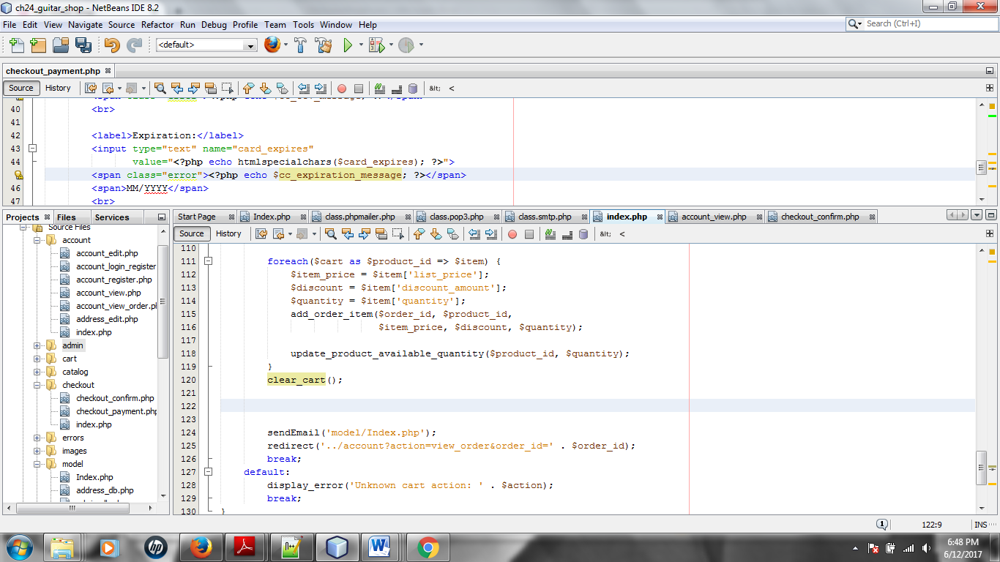 ch24_guitar_shop - NetBeans IDE 8.2
File Edit View Navigate Source Refactor Run Debug Profile Team Tools Window Help
Search (Ctrl+I)
<default>
checkout_payment.php
Source History &lt; <
40 <br>
41
42 <label>Expiration:</label>
43 <input type="text" name="card_expires"
44 value="<?php echo htmlspecialchars($card_expires); ?>">
<span class="error"><?php echo $cc_expiration_message; ?></span>
46 <span>MM/YYYY</span>
47 <br>
Projects Files Services
Source Files
account
account_edit.php
account_login_register
account_register.php
account_view.php
account_view_order.p
address_edit.php
index.php
admin
cart
catalog
checkout
checkout_confirm.php
checkout_payment.php
index.php
errors
images
model
Index.php
address_db.php
Start Page Index.php class.phpmailer.php class.pop3.php class.smtp.php index.php account_view.php checkout_confirm.php
Source History &lt; <
110
111 foreach($cart as $product_id => $item) {
112 $item_price = $item['list_price'];
113 $discount = $item['discount_amount'];
114 $quantity = $item['quantity'];
115 add_order_item($order_id, $product_id,
116 $item_price, $discount, $quantity);
117
118 update_product_available_quantity($product_id, $quantity);
119 }
120 clear_cart();
121
122
123
124 sendEmail('model/Index.php');
125 redirect('../account?action=view_order&order_id=' . $order_id);
126 break;
127 default:
128 display_error('Unknown cart action: ' . $action);
129 break;
130 }
1 122:9 INS
hp
n++
6:48 PM
6/12/2017